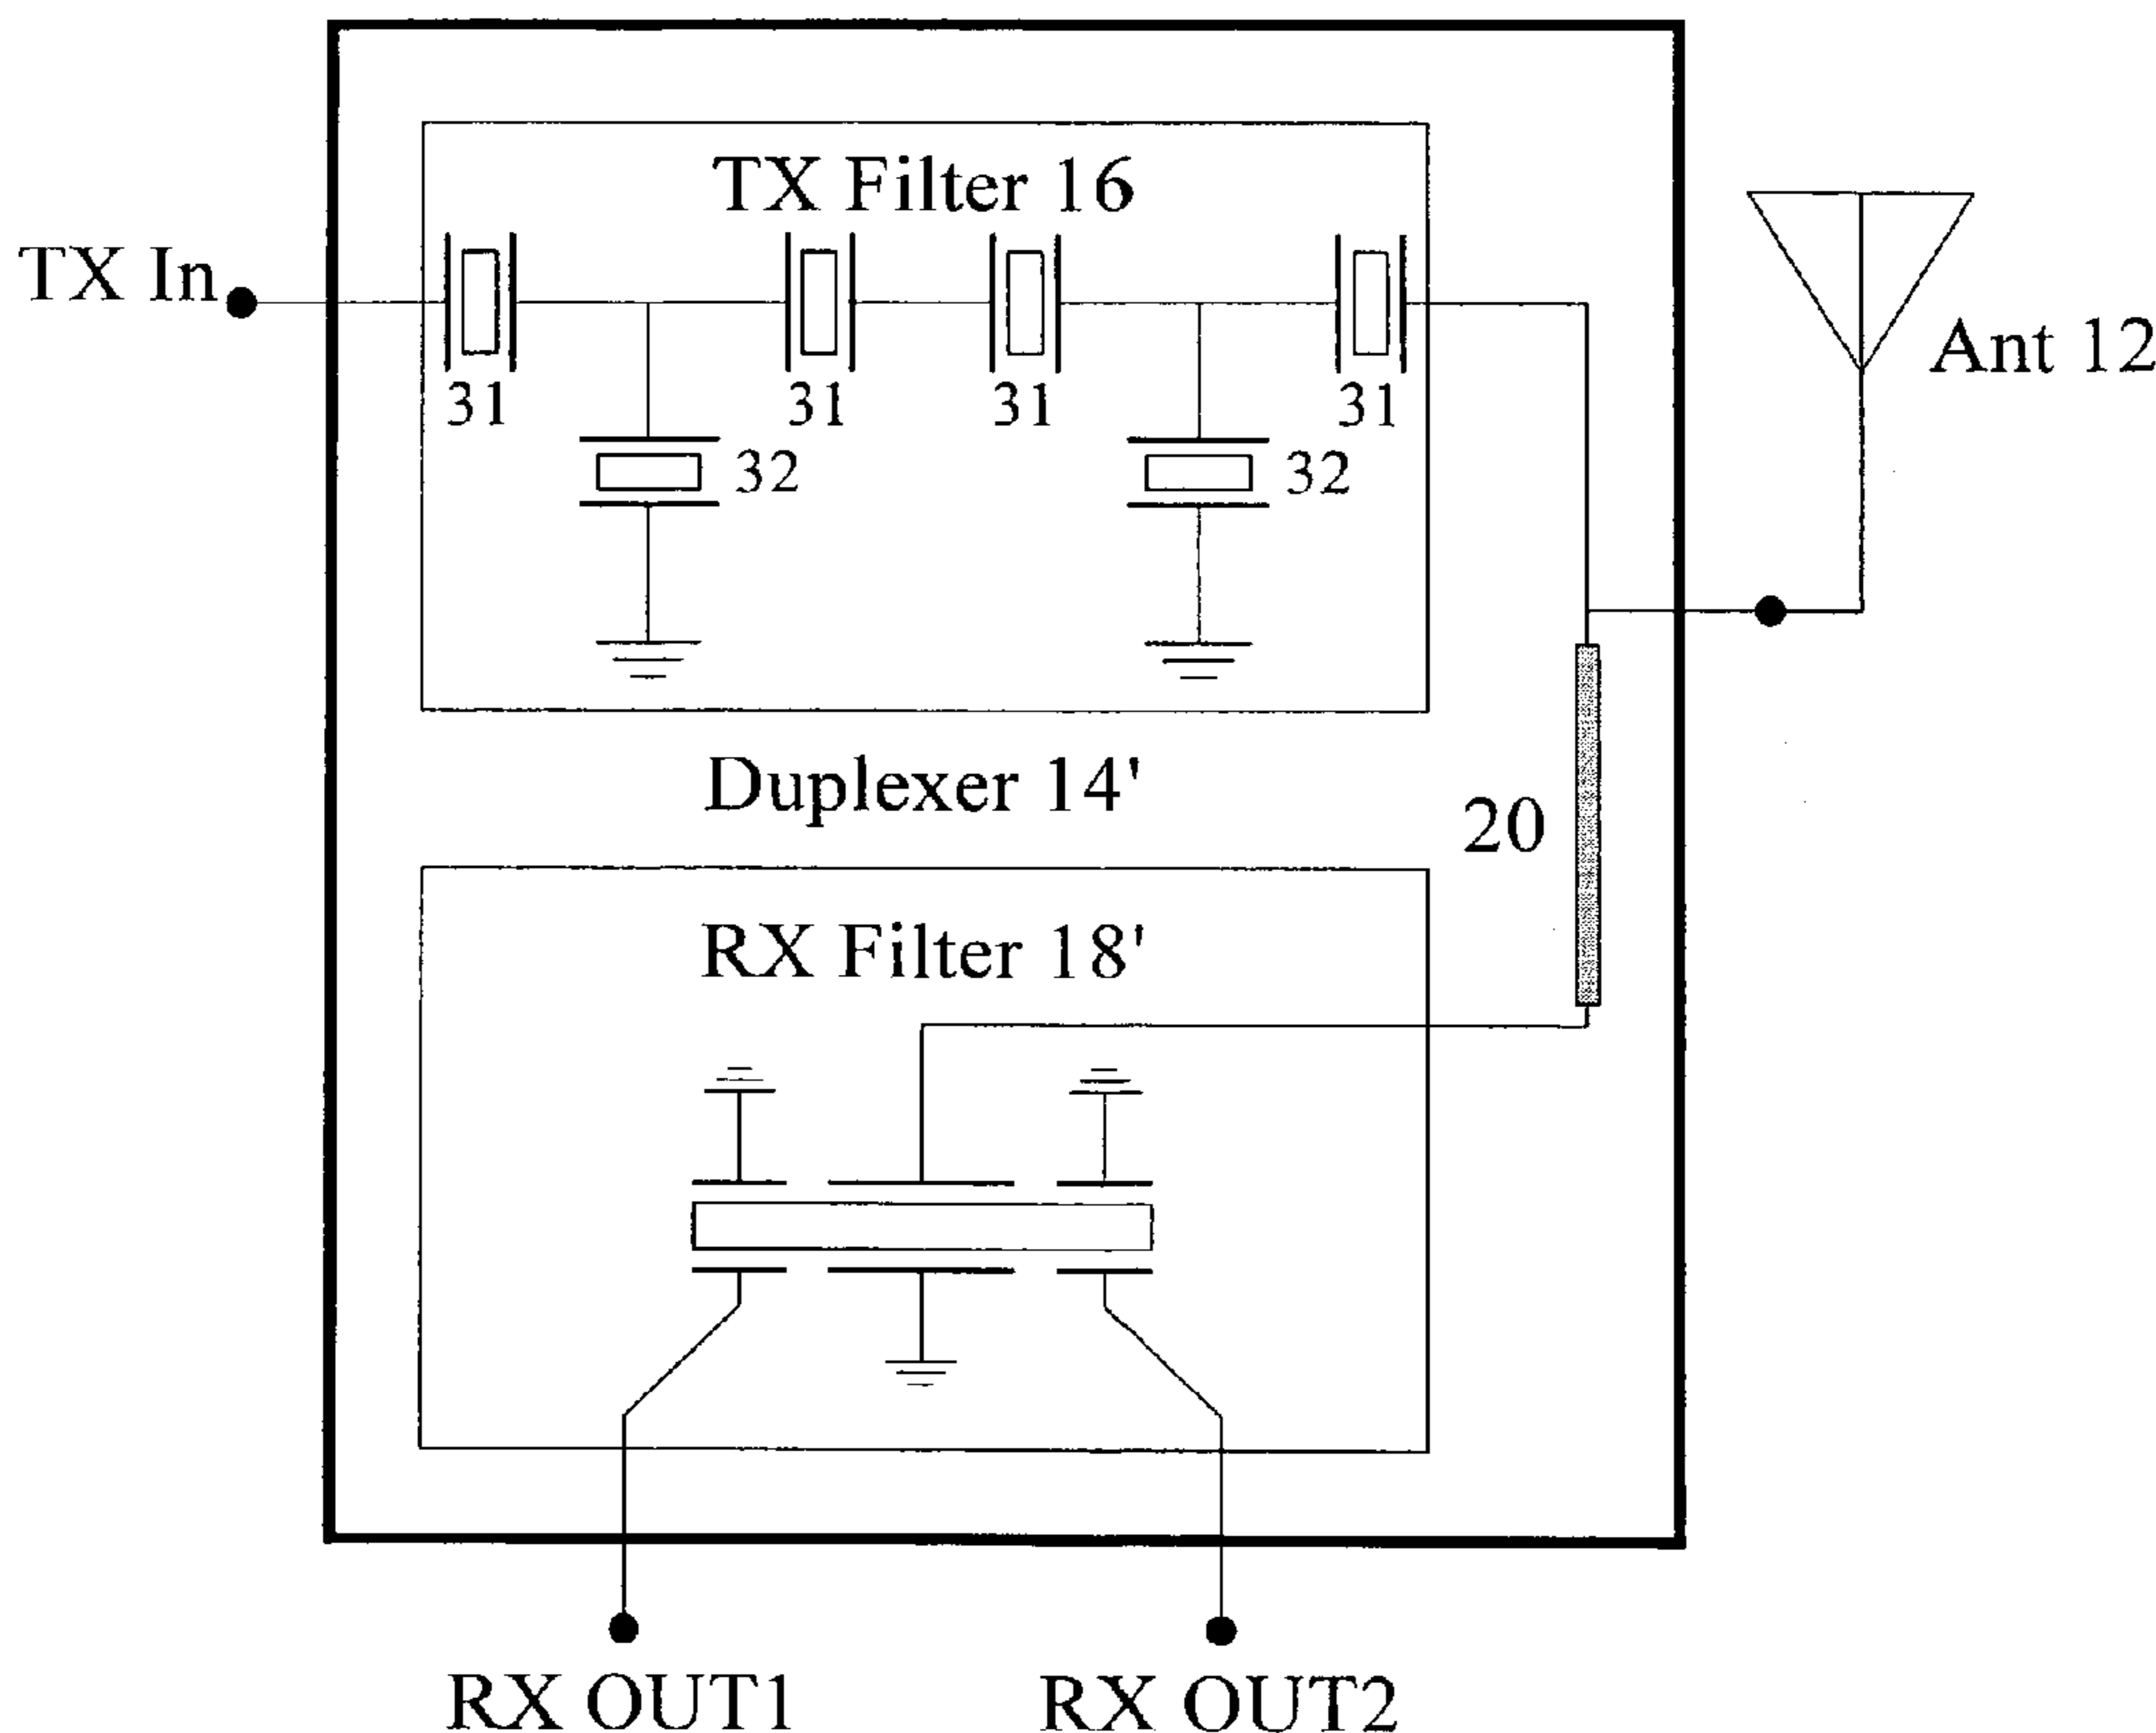 TX Filter 16
TX In
Ant 12
31 31 31 31
32 32
Duplexer 14'
20
RX Filter 18'
RX OUT1 RX OUT2